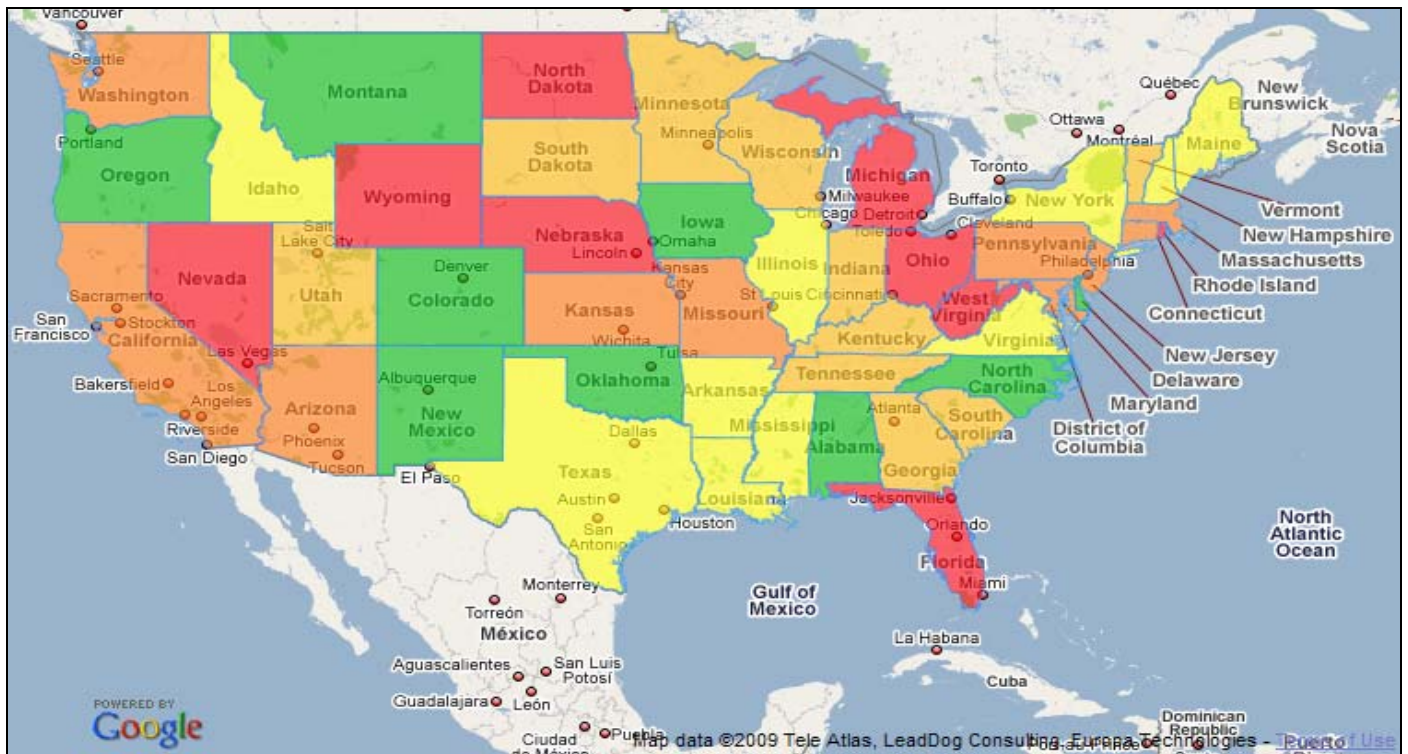 Vancouver
Seattle
Washington
Portland
Oregon
Idaho
Montana
North
Dakota
South
Dakota
Minnesota
Minneapolis
Wisconsin
Michigan
Milwaukee
Chicago
Detroit
Toledo
Cleveland
Toronto
Buffalo
Ottawa
Montréal
Québec
New
Brunswick
Nova
Scotia
Maine
New York
Vermont
New Hampshire
Massachusetts
Rhode Island
Connecticut
New Jersey
Delaware
Maryland
District of
Columbia
Pennsylvania
Philadelphia
Wyoming
Nebraska
Lincoln
Iowa
Omaha
Salt
Lake City
Utah
Nevada
Las Vegas
Sacramento
San
Francisco
Stockton
California
Bakersfield
Los
Angeles
Riverside
San Diego
Denver
Colorado
Kansas
Wichita
Kansas
City
Missouri
St Louis
Illinois
Indiana
Cincinnati
Ohio
West
Virginia
Virginia
Kentucky
Tennessee
North
Carolina
South
Carolina
Atlanta
Georgia
Alabama
Mississippi
Arkansas
Louisiana
Tulsa
Oklahoma
Albuquerque
New
Mexico
Arizona
Phoenix
Tucson
El Paso
Dallas
Texas
Austin
San
Antonio
Houston
Jacksonville
Orlando
Florida
Miami
North
Atlantic
Ocean
Gulf of
Mexico
Monterrey
Torreón
México
Aguascalientes
San Luis
Potosí
León
Guadalajara
Ciudad
de México
Puebla
La Habana
Cuba
Dominican
Republic
POWERED BY
Google
Map data ©2009 Tele Atlas, LeadDog Consulting, Europa Technologies - Terms of Use